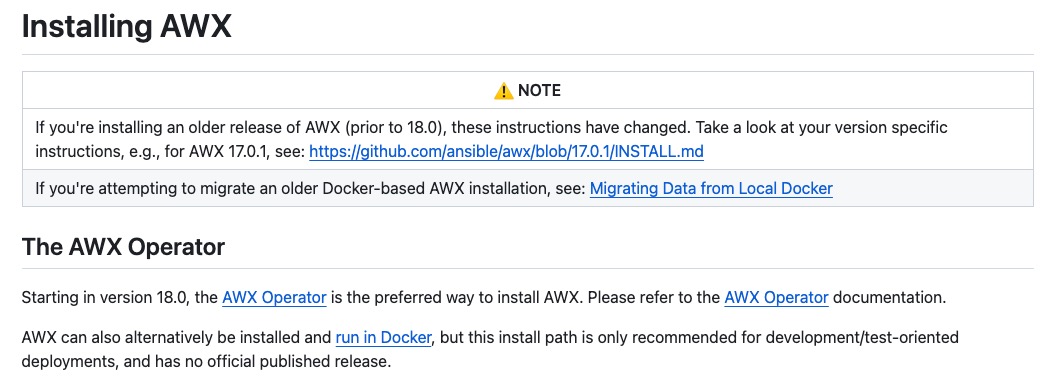 Installing AWX
⚠️ NOTE
If you're installing an older release of AWX (prior to 18.0), these instructions have changed. Take a look at your version specific
instructions, e.g., for AWX 17.0.1, see: https://github.com/ansible/awx/blob/17.0.1/INSTALL.md
If you're attempting to migrate an older Docker-based AWX installation, see: Migrating Data from Local Docker
The AWX Operator
Starting in version 18.0, the AWX Operator is the preferred way to install AWX. Please refer to the AWX Operator documentation.
AWX can also alternatively be installed and run in Docker, but this install path is only recommended for development/test-oriented
deployments, and has no official published release.